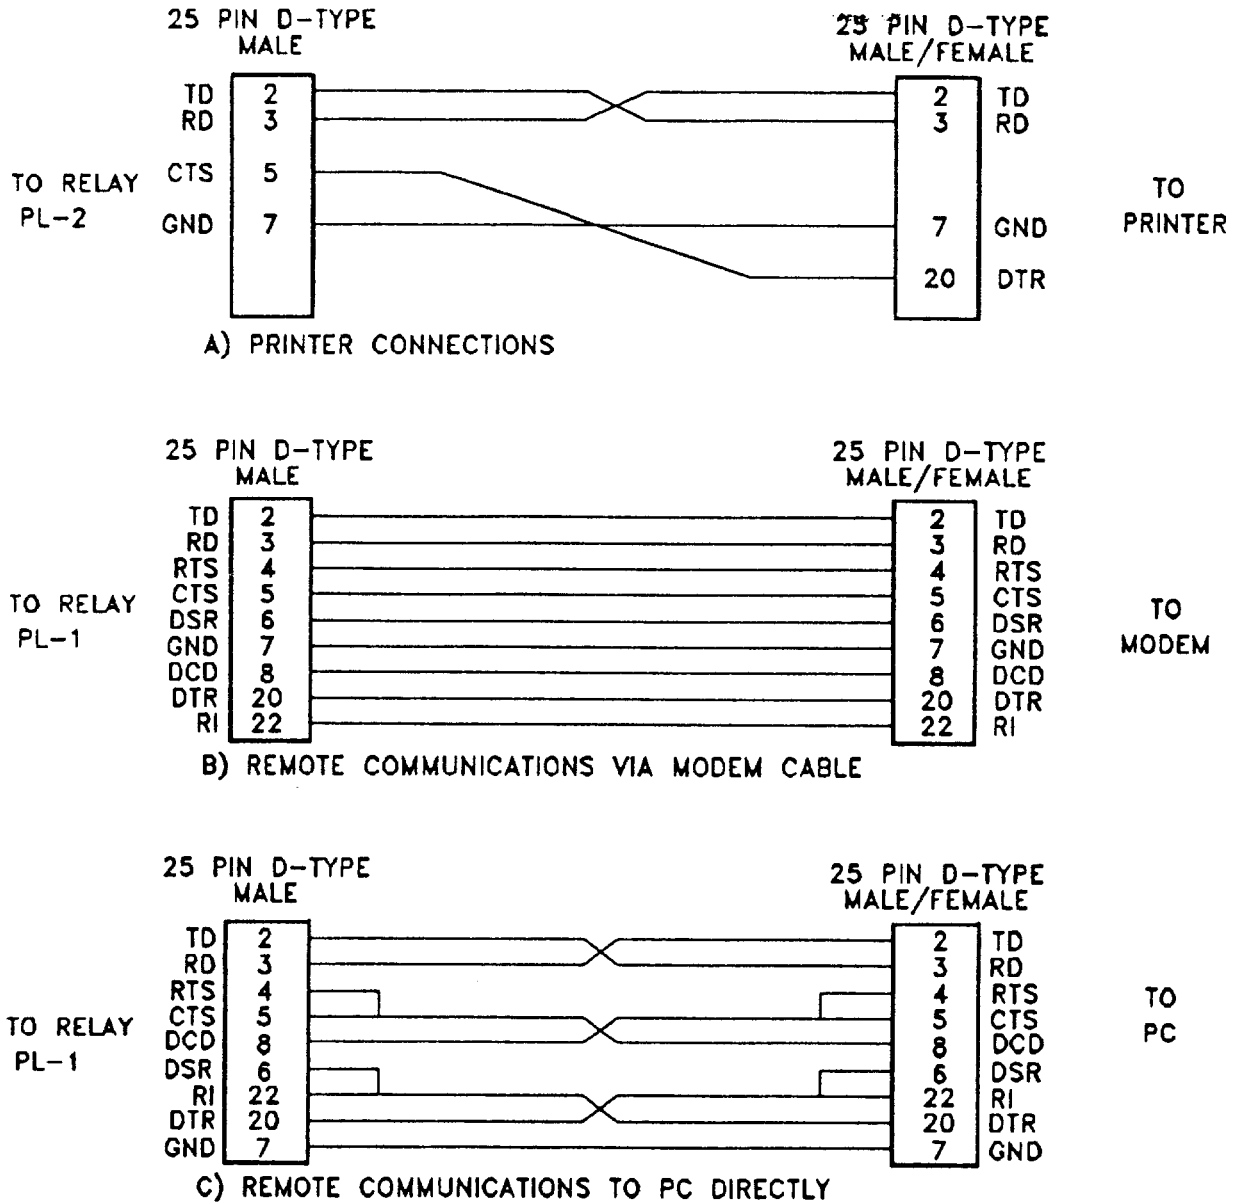 25 PIN D-TYPE
MALE
25 PIN D-TYPE
MALE/FEMALE
TD 2 2 TD
RD 3 3 RD
CTS 5
TO RELAY
PL-2
TO
PRINTER
GND 7 7 GND
20 DTR
A) PRINTER CONNECTIONS
25 PIN D-TYPE
MALE
25 PIN D-TYPE
MALE/FEMALE
TD 2 2 TD
RD 3 3 RD
RTS 4 4 RTS
CTS 5 5 CTS
TO RELAY
PL-1
TO
MODEM
DSR 6 6 DSR
GND 7 7 GND
DCD 8 8 DCD
DTR 20 20 DTR
RI 22 22 RI
B) REMOTE COMMUNICATIONS VIA MODEM CABLE
25 PIN D-TYPE
MALE
25 PIN D-TYPE
MALE/FEMALE
TD 2 2 TD
RD 3 3 RD
RTS 4 4 RTS
CTS 5 5 CTS
TO RELAY
PL-1
TO
PC
DCD 8 8 DCD
DSR 6 6 DSR
RI 22 22 RI
DTR 20 20 DTR
GND 7 7 GND
C) REMOTE COMMUNICATIONS TO PC DIRECTLY